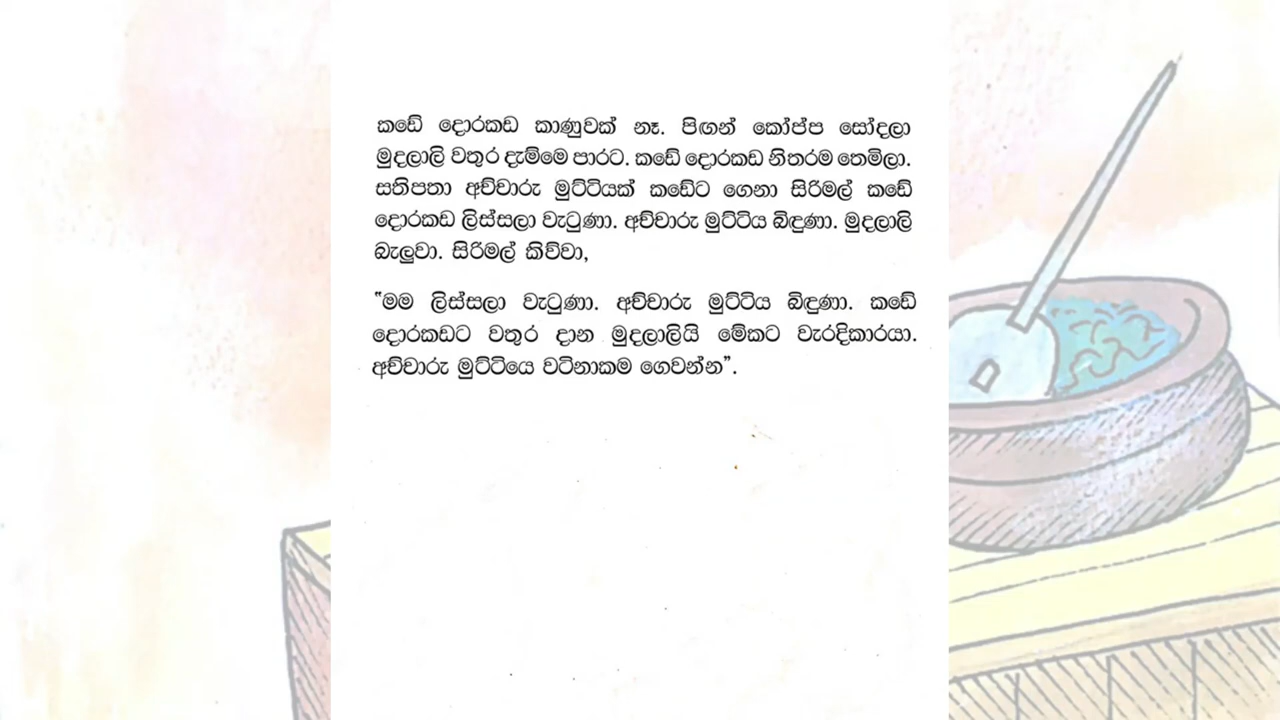 කඩේ දොරකඩ කාණුවක් නෑ. පිඟන් කෝප්ප සෝදලා
මුදලාලි වතුර දැම්මෙ පාරට. කඩේ දොරකඩ නිතරම තෙමිලා.
සතිපතා අච්චාරු මුට්ටියක් කඩේට ගෙනා සිරිමල් කඩේ
දොරකඩ ලිස්සලා වැටුණා. අච්චාරු මුට්ටිය බිඳුණා. මුදලාලි
බැලුවා. සිරිමල් කිව්වා,
"මම ලිස්සලා වැටුණා. අච්චාරු මුට්ටිය බිඳුණා. කඩේ
දොරකඩට වතුර දාන මුදලාලියි මේකට වැරදිකාරයා.
අච්චාරු මුට්ටියෙ වටිනාකම ගෙවන්න".